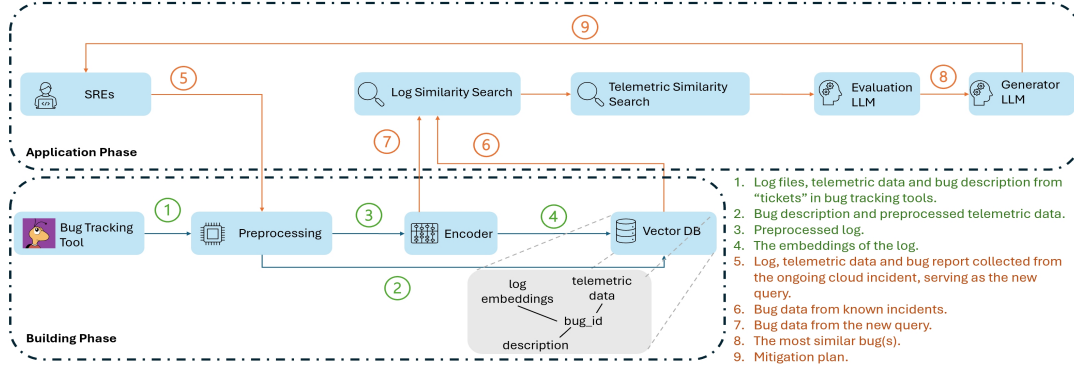 9
5
SREs
Log Similarity Search
Telemetric Similarity
Search
Evaluation
LLM
8
Generator
LLM
7
6
Application Phase
1
Bug Tracking
Tool
Preprocessing
3
Encoder
4
Vector DB
2
log
embeddings
telemetric
data
bug_id
description
Building Phase
1. Log files, telemetric data and bug description from
“tickets” in bug tracking tools.
2. Bug description and preprocessed telemetric data.
3. Preprocessed log.
4. The embeddings of the log.
5. Log, telemetric data and bug report collected from
the ongoing cloud incident, serving as the new
query.
6. Bug data from known incidents.
7. Bug data from the new query.
8. The most similar bug(s).
9. Mitigation plan.